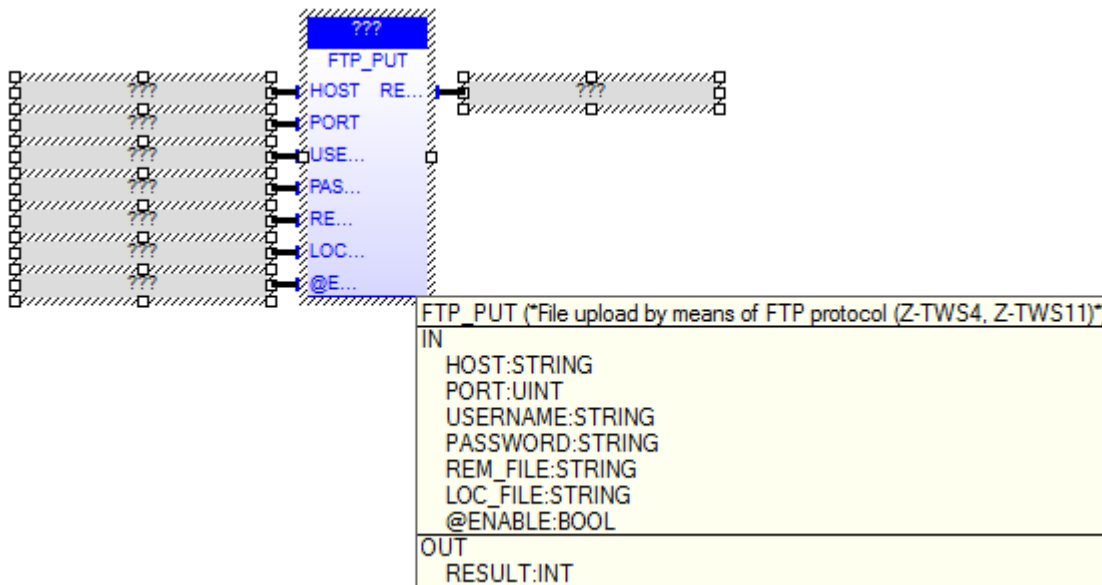 ???
FTP_PUT
??? HOST RE... ???
??? PORT
??? USE...
??? PAS...
??? RE...
??? LOC...
??? @E...
FTP_PUT (*File upload by means of FTP protocol (Z-TWS4, Z-TWS11)*)
IN
HOST:STRING
PORT:UINT
USERNAME:STRING
PASSWORD:STRING
REM_FILE:STRING
LOC_FILE:STRING
@ENABLE:BOOL
OUT
RESULT:INT